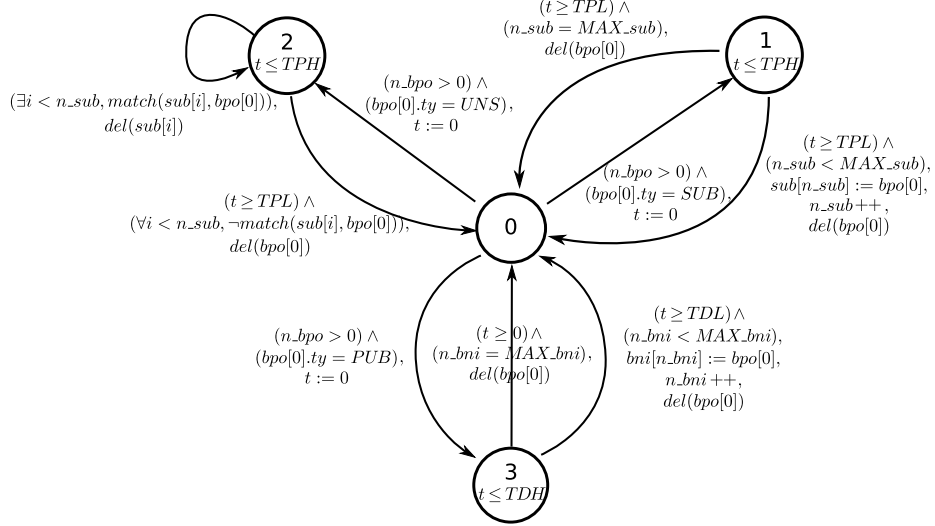 2
t ≤ TPH
(∃i < n_sub, match(sub[i], bpo[0])),
del(sub[i])
(n_bpo > 0) ∧
(bpo[0].ty = UNS),
t := 0
(t ≥ TPL) ∧
(n_sub = MAX_sub),
del(bpo[0])
1
t ≤ TPH
(t ≥ TPL) ∧
(n_sub < MAX_sub),
sub[n_sub] := bpo[0],
n_sub ++,
del(bpo[0])
(n_bpo > 0) ∧
(bpo[0].ty = SUB),
t := 0
(t ≥ TPL) ∧
(∀i < n_sub, ¬match(sub[i], bpo[0])),
del(bpo[0])
0
(n_bpo > 0) ∧
(bpo[0].ty = PUB),
t := 0
(t ≥ 0) ∧
(n_bni = MAX_bni),
del(bpo[0])
(t ≥ TDL) ∧
(n_bni < MAX_bni),
bni[n_bni] := bpo[0],
n_bni ++,
del(bpo[0])
3
t ≤ TDH